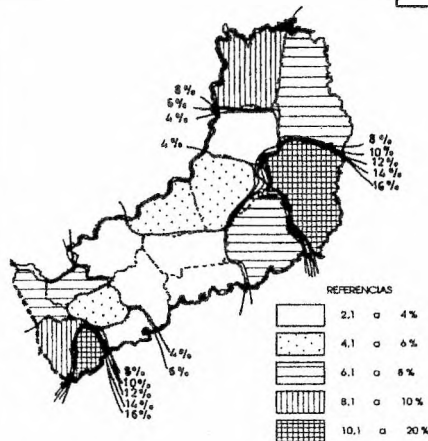 8%
6%
4%
4%
8%
10%
12%
14%
16%
4%
6%
8%
10%
12%
14%
16%
REFERENCIAS
2,1 a 4%
4,1 a 6%
6,1 a 8%
8,1 a 10%
10,1 a 20%